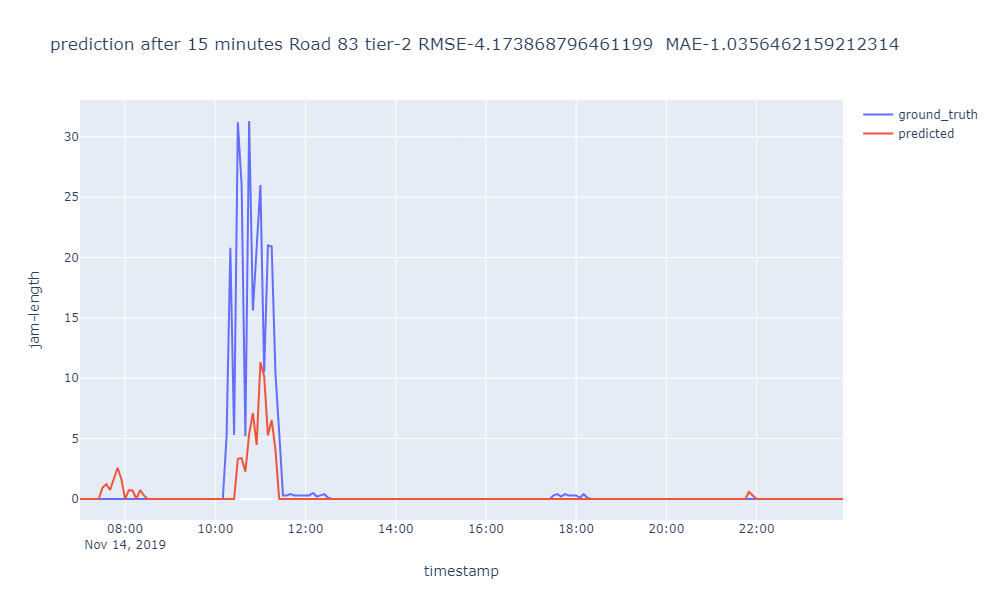 prediction after 15 minutes Road 83 tier-2 RMSE-4.173868796461199  MAE-1.0356462159212314
ground_truth
predicted
jam-length
30
25
20
15
10
5
0
08:00 10:00 12:00 14:00 16:00 18:00 20:00 22:00
Nov 14, 2019
timestamp